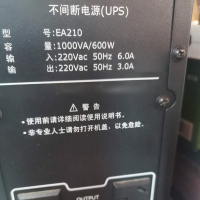 不间断电源(UPS)
型 号:EA210
容 量:1000VA/600W
输 入:220Vac 50Hz 6.0A
输 出:220Vac 50Hz 3.0A
⚠ 警告
• 使用前请详细阅读使用说明书。
• 非专业人士请勿打开机盖，以免危险。
OUTPUT